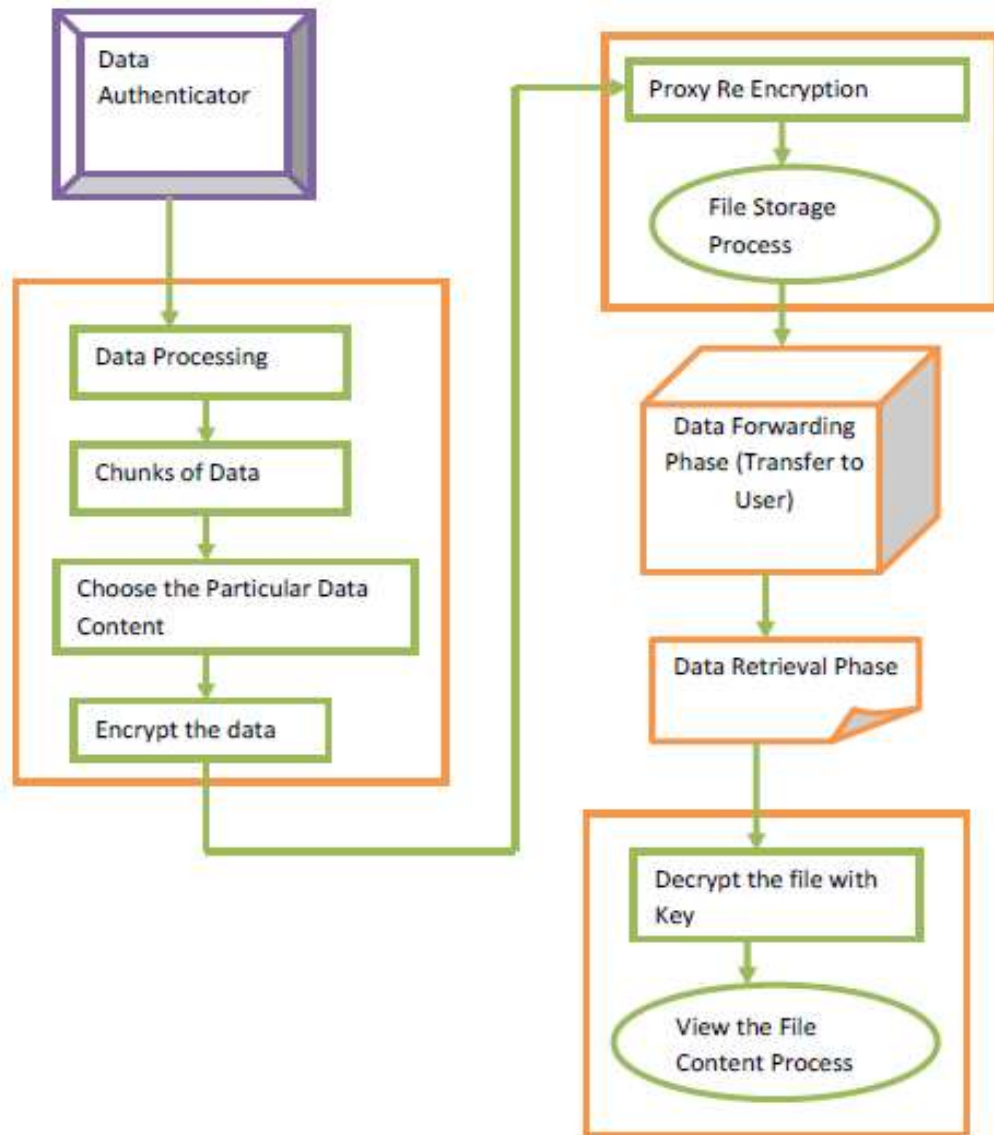 Data
Authenticator
Data Processing
Chunks of Data
Choose the Particular Data
Content
Encrypt the data
Proxy Re Encryption
File Storage
Process
Data Forwarding
Phase (Transfer to
User)
Data Retrieval Phase
Decrypt the file with
Key
View the File
Content Process